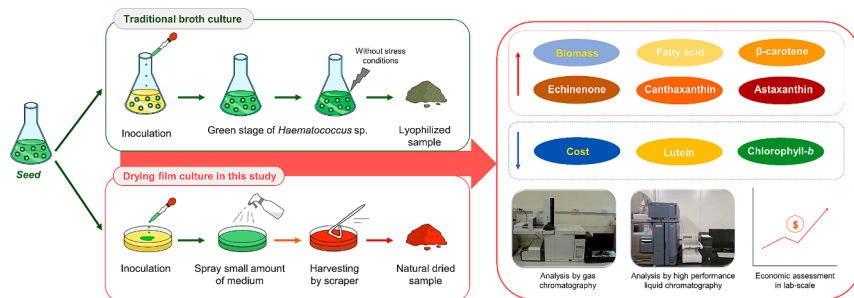 Traditional broth culture
Without stress
conditions
Inoculation
Green stage of Haematococcus sp.
Lyophilized
sample
Seed
Drying film culture in this study
Inoculation
Spray small amount
of medium
Harvesting
by scraper
Natural dried
sample
Biomass
Fatty acid
β-carotene
Echinenone
Canthaxanthin
Astaxanthin
Cost
Lutein
Chlorophyll-b
Analysis by gas
chromatography
Analysis by high performance
liquid chromatography
$
Economic assessment
in lab-scale